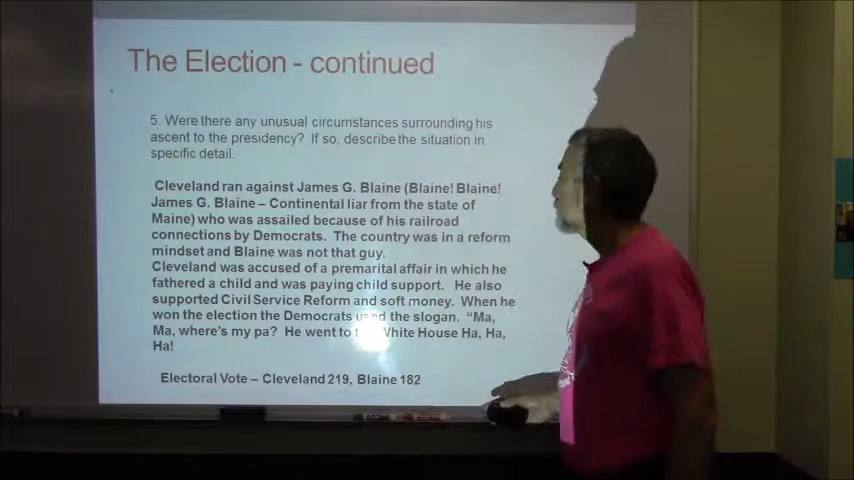 The Election - continued
5. Were there any unusual circumstances surrounding his
ascent to the presidency? If so, describe the situation in
specific detail.
Cleveland ran against James G. Blaine (Blaine! Blaine!
James G. Blaine – Continental liar from the state of
Maine) who was assailed because of his railroad
connections by Democrats. The country was in a reform
mindset and Blaine was not that guy.
Cleveland was accused of a premarital affair in which he
fathered a child and was paying child support. He also
supported Civil Service Reform and soft money. When he
won the election the Democrats used the slogan. “Ma,
Ma, where's my pa? He went to White House Ha, Ha,
Ha!
Electoral Vote – Cleveland 219, Blaine 182